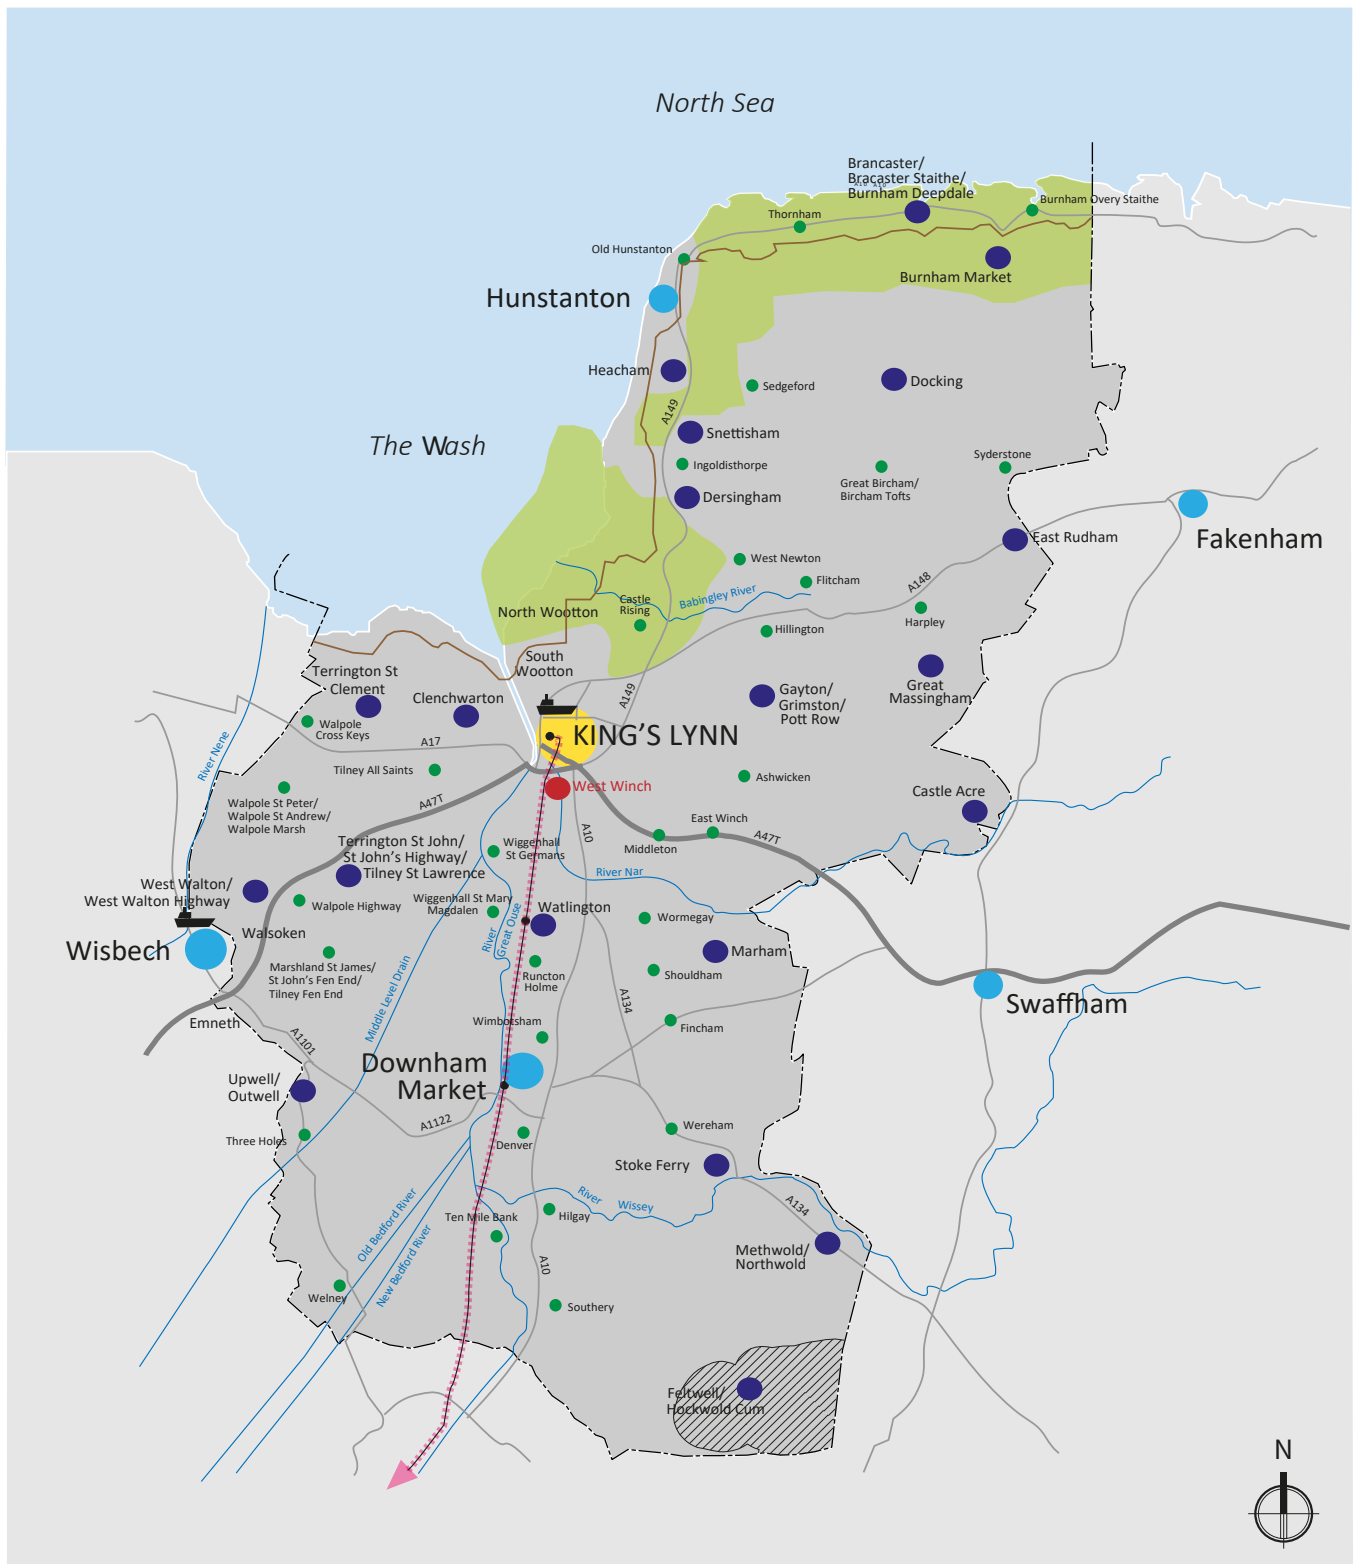 North Sea
Brancaster/
Bracaster Staithe/
Burnham Deepdale
Burnham Overy Staithe
Thornham
Old Hunstanton
Burnham Market
Hunstanton
Heacham
Sedgeford
Docking
A149
Snettisham
The Wash
Ingoldisthorpe
Syderstone
Great Bircham/
Bircham Tofts
Dersingham
East Rudham
Fakenham
West Newton
Flitcham
A148
Babingley River
Castle
Rising
North Wootton
Harpley
Hillington
South
Wootton
Terrington St
Clement
Clenchwarton
A149
Gayton/
Grimston/
Pott Row
Great
Massingham
Walpole
Cross Keys
A17
KING'S LYNN
River Nene
Tilney All Saints
Ashwicken
West Winch
Castle Acre
Walpole St Peter/
Walpole St Andrew/
Walpole Marsh
A47T
A10
East Winch
A47T
Middleton
Terrington St John/
St John's Highway/
Tilney St Lawrence
Wiggenhall
St Germans
River Nar
West Walton/
West Walton Highway
Walpole Highway
Wiggenhall St Mary
Magdalen
Watlington
Wormegay
River
Great Ouse
Walsoken
Wisbech
Marham
Marshland St James/
St John's Fen End/
Tilney Fen End
Middle Level Drain
Runcton
Holme
Shouldham
Swaffham
A134
Emneth
Wimbotsham
Fincham
A1101
Downham
Market
Upwell/
Outwell
A1122
Three Holes
Denver
Wereham
Stoke Ferry
Old Bedford River
New Bedford River
River
Wissey
Ten Mile Bank
Hilgay
A134
Methwold/
Northwold
A10
Welney
Southery
Feltwell/
Hockwold Cum
N